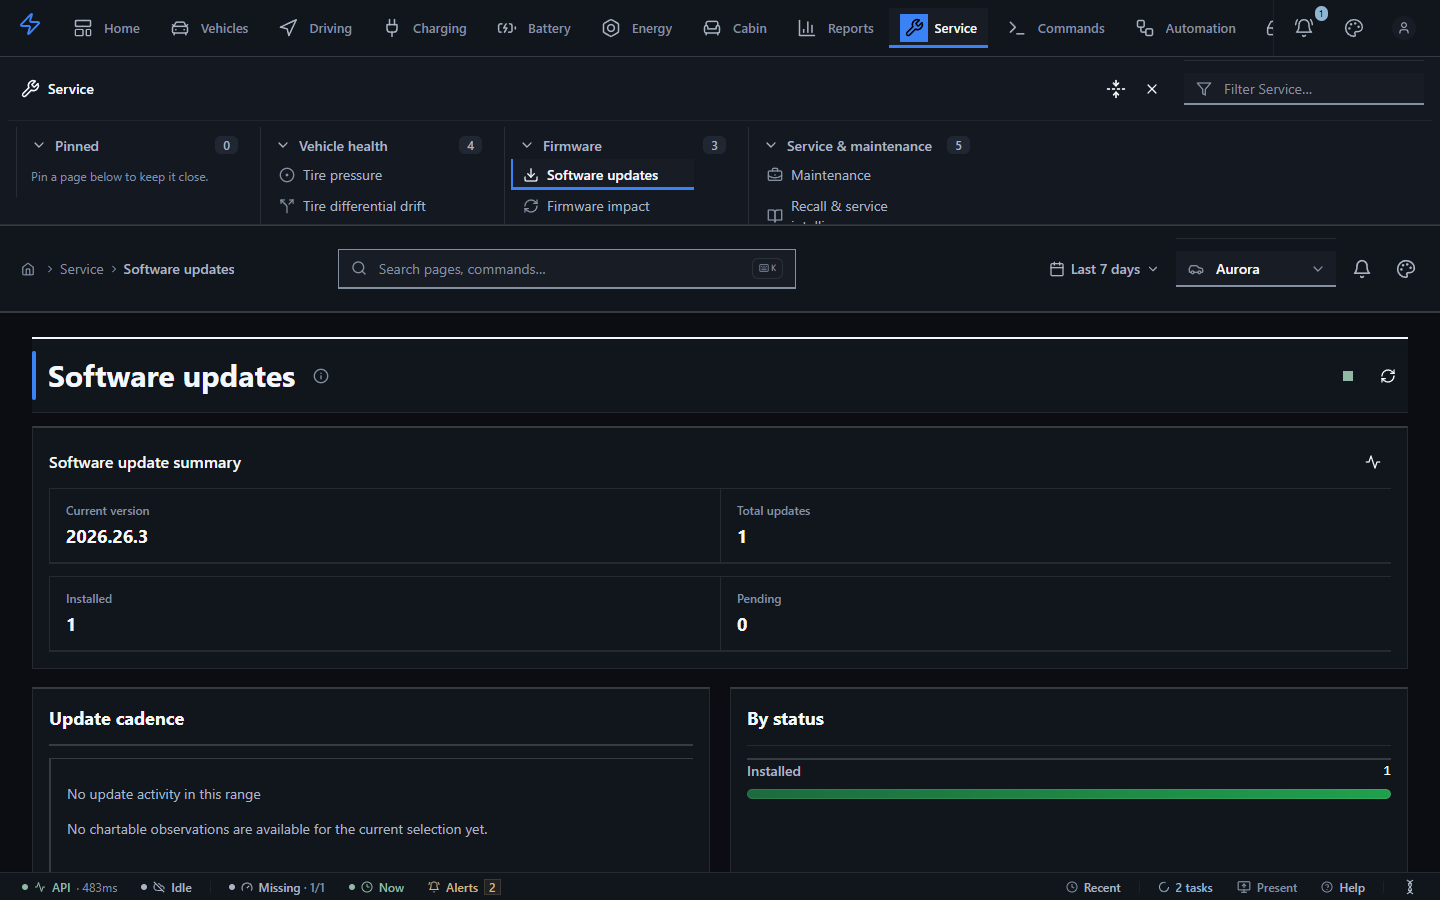 Home
Vehicles
Driving
Charging
Battery
Energy
Cabin
Reports
Service
Commands
Automation
1
Service
Filter Service...
Pinned 0
Pin a page below to keep it close.
Vehicle health 4
Tire pressure
Tire differential drift
Firmware 3
Software updates
Firmware impact
Service & maintenance 5
Maintenance
Recall & service
Service
Software updates
Search pages, commands...
K
Last 7 days
Aurora
Software updates
Software update summary
Current version
2026.26.3
Total updates
1
Installed
1
Pending
0
Update cadence
No update activity in this range
No chartable observations are available for the current selection yet.
By status
Installed 1
API · 483ms
Idle
Missing · 1/1
Now
Alerts 2
Recent
2 tasks
Present
Help